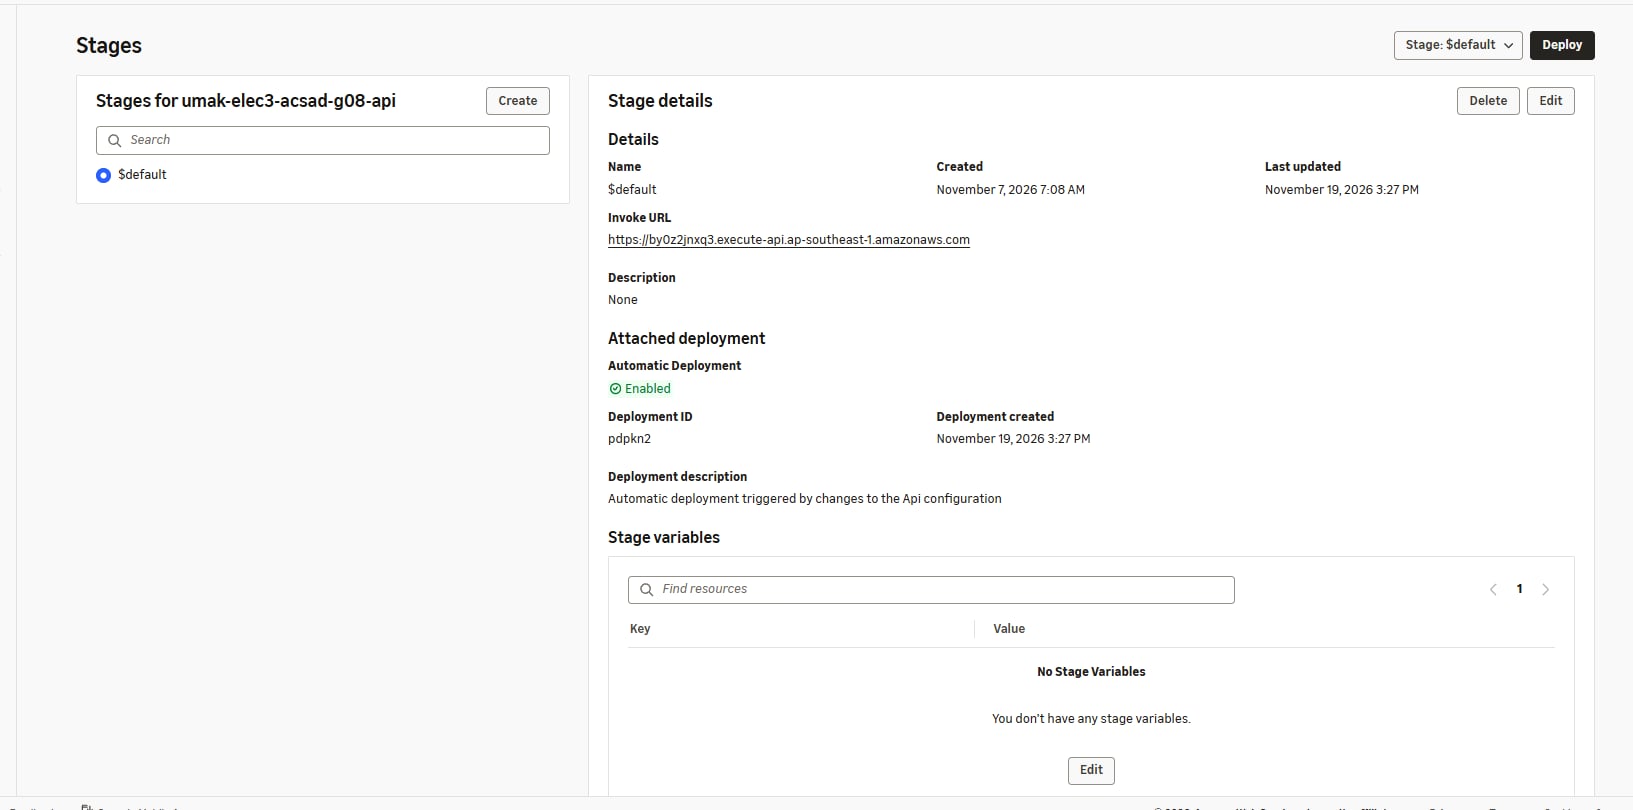 Stages
Stage: $default
Deploy
Stages for umak-elec3-acsad-g08-api
Create
Search
$default
Stage details
Delete
Edit
Details
Name
Created
Last updated
$default
November 7, 2026 7:08 AM
November 19, 2026 3:27 PM
Invoke URL
https://by0z2jnxq3.execute-api.ap-southeast-1.amazonaws.com
Description
None
Attached deployment
Automatic Deployment
Enabled
Deployment ID
Deployment created
pdpkn2
November 19, 2026 3:27 PM
Deployment description
Automatic deployment triggered by changes to the Api configuration
Stage variables
Find resources
1
Key
Value
No Stage Variables
You don't have any stage variables.
Edit